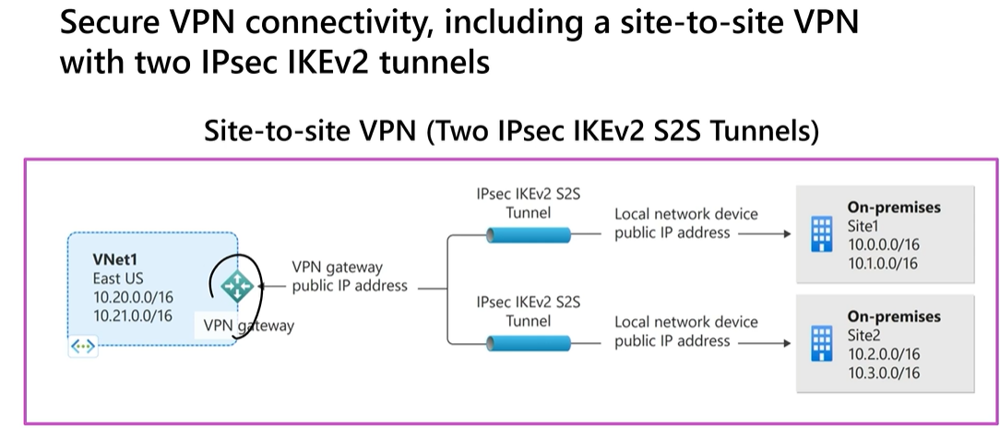 Secure VPN connectivity, including a site-to-site VPN
with two IPsec IKEv2 tunnels
Site-to-site VPN (Two IPsec IKEv2 S2S Tunnels)
VNet1
East US
10.20.0.0/16
10.21.0.0/16
VPN gateway
VPN gateway
public IP address
IPsec IKEv2 S2S
Tunnel
Local network device
public IP address
On-premises
Site1
10.0.0.0/16
10.1.0.0/16
IPsec IKEv2 S2S
Tunnel
Local network device
public IP address
On-premises
Site2
10.2.0.0/16
10.3.0.0/16